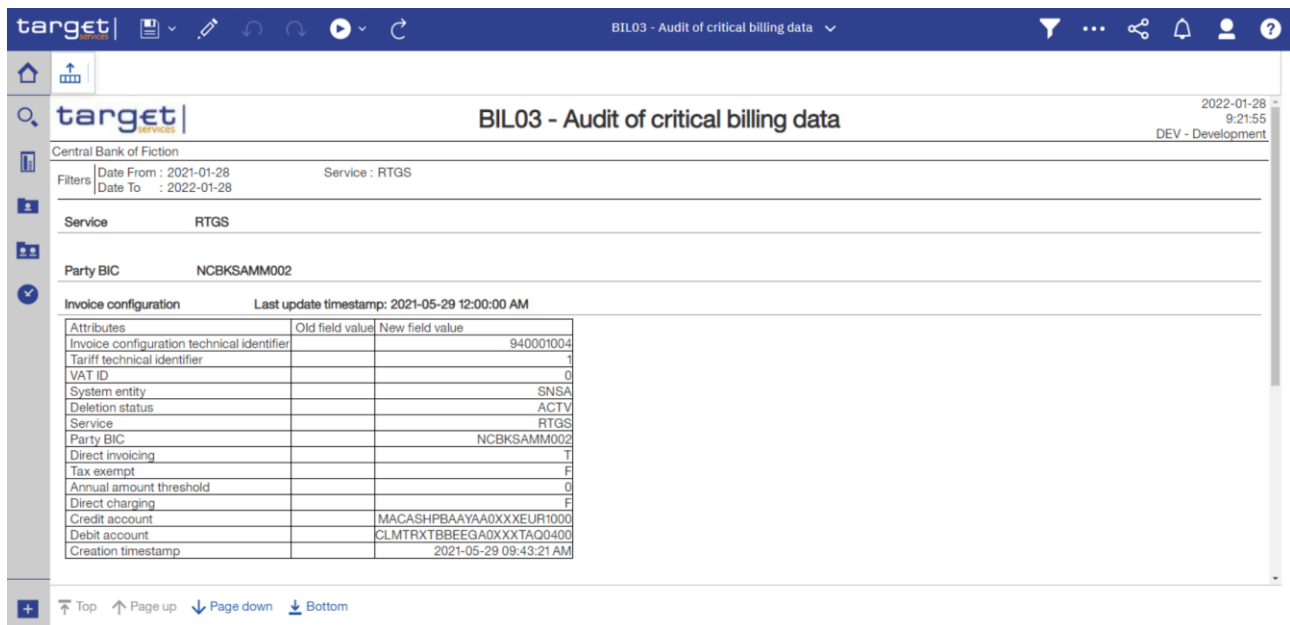 target| services BIL03 - Audit of critical billing data ?
target| services BIL03 - Audit of critical billing data 2022-01-28
9:21:55
DEV - Development
Central Bank of Fiction
Filters Date From : 2021-01-28 Service : RTGS
Date To : 2022-01-28
Service RTGS
Party BIC NCBKSAMM002
Invoice configuration Last update timestamp: 2021-05-29 12:00:00 AM
Attributes Old field value New field value
Invoice configuration technical identifier 940001004
Tariff technical identifier 1
VAT ID 0
System entity SNSA
Deletion status ACTV
Service RTGS
Party BIC NCBKSAMM002
Direct invoicing T
Tax exempt F
Annual amount threshold 0
Direct charging F
Credit account MACASHPBAAYAA0XXXEUR1000
Debit account CLMTRXTBBEEGA0XXXTAQ0400
Creation timestamp 2021-05-29 09:43:21 AM
Top Page up Page down Bottom